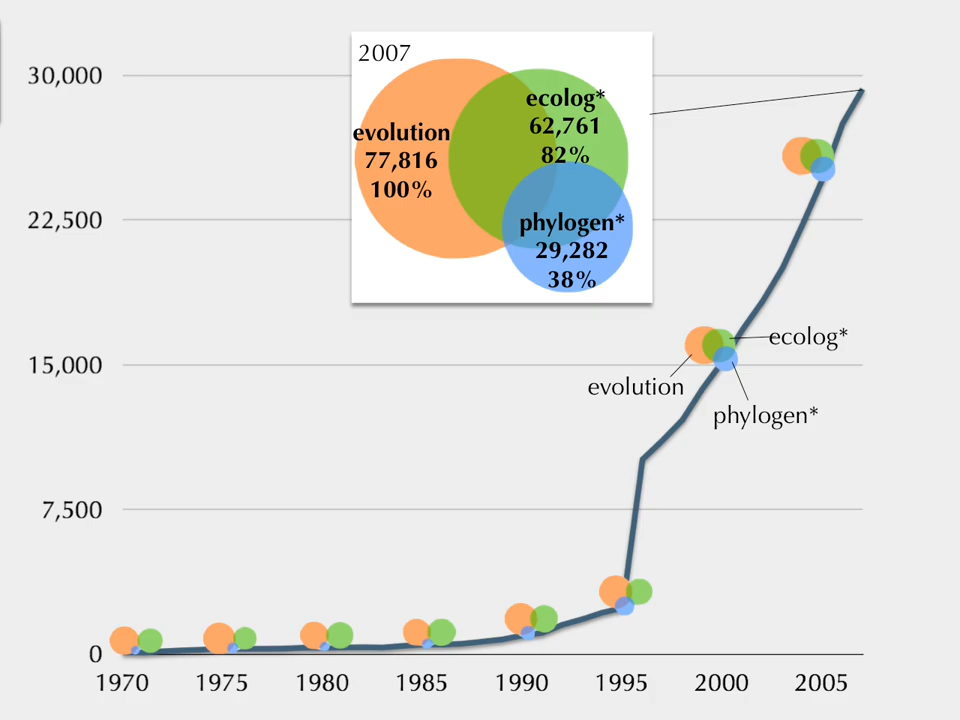 2007
30,000
ecolog*
62,761
82%
evolution
77,816
100%
phylogen*
29,282
38%
22,500
ecolog*
15,000
evolution
phylogen*
7,500
0
1970 1975 1980 1985 1990 1995 2000 2005